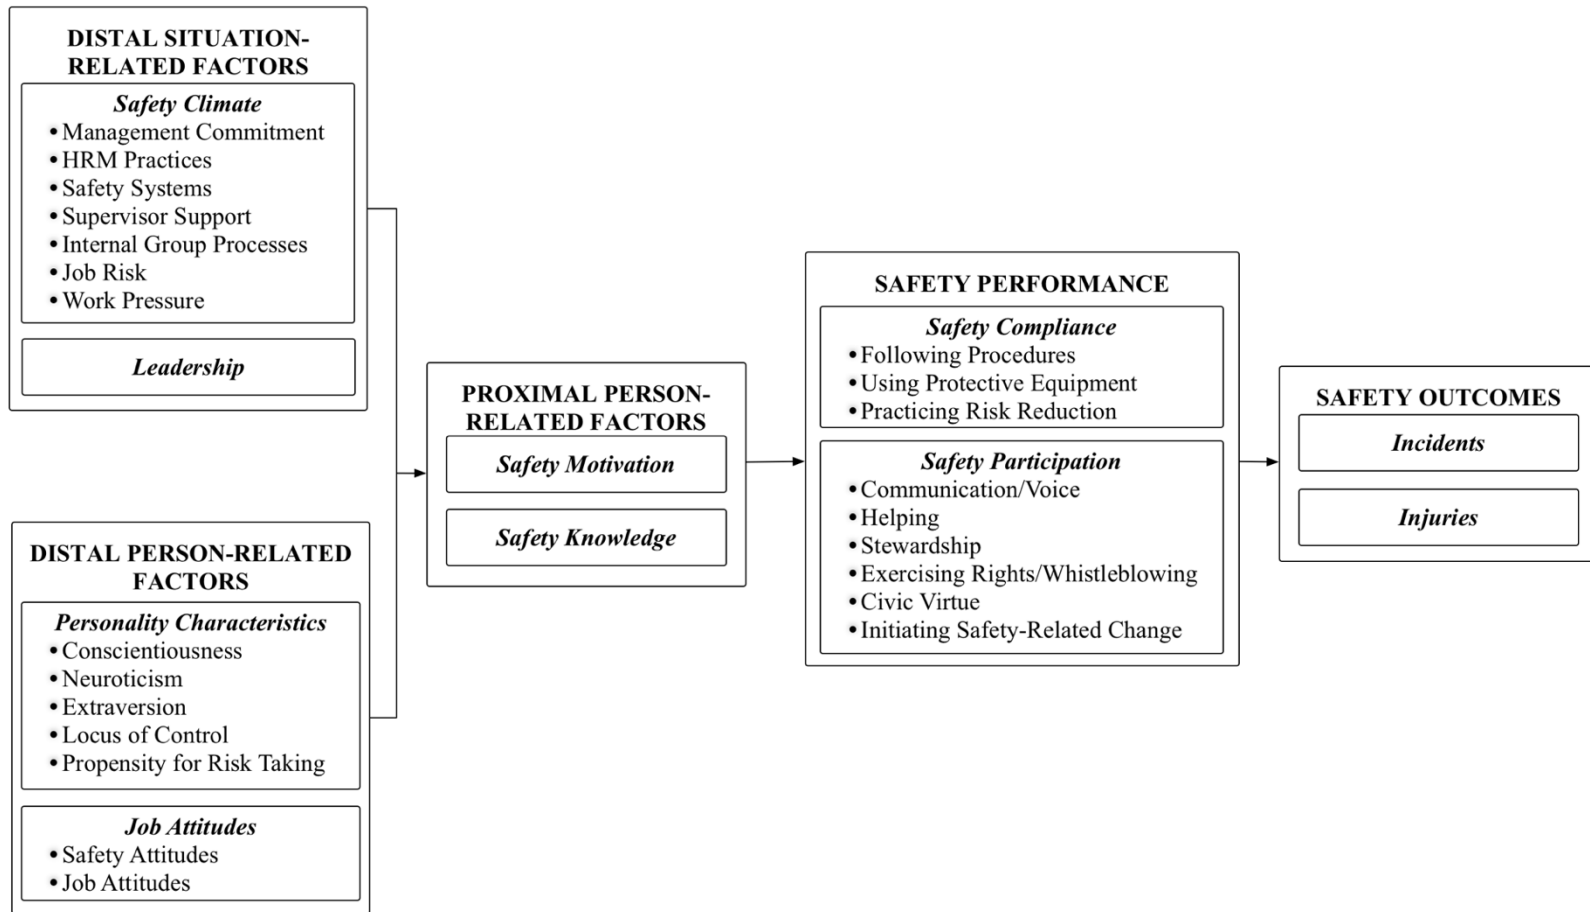 DISTAL SITUATION-
RELATED FACTORS
Safety Climate
• Management Commitment
• HRM Practices
• Safety Systems
• Supervisor Support
• Internal Group Processes
• Job Risk
• Work Pressure
Leadership
DISTAL PERSON-RELATED
FACTORS
Personality Characteristics
• Conscientiousness
• Neuroticism
• Extraversion
• Locus of Control
• Propensity for Risk Taking
Job Attitudes
• Safety Attitudes
• Job Attitudes
PROXIMAL PERSON-
RELATED FACTORS
Safety Motivation
Safety Knowledge
SAFETY PERFORMANCE
Safety Compliance
• Following Procedures
• Using Protective Equipment
• Practicing Risk Reduction
Safety Participation
• Communication/Voice
• Helping
• Stewardship
• Exercising Rights/Whistleblowing
• Civic Virtue
• Initiating Safety-Related Change
SAFETY OUTCOMES
Incidents
Injuries